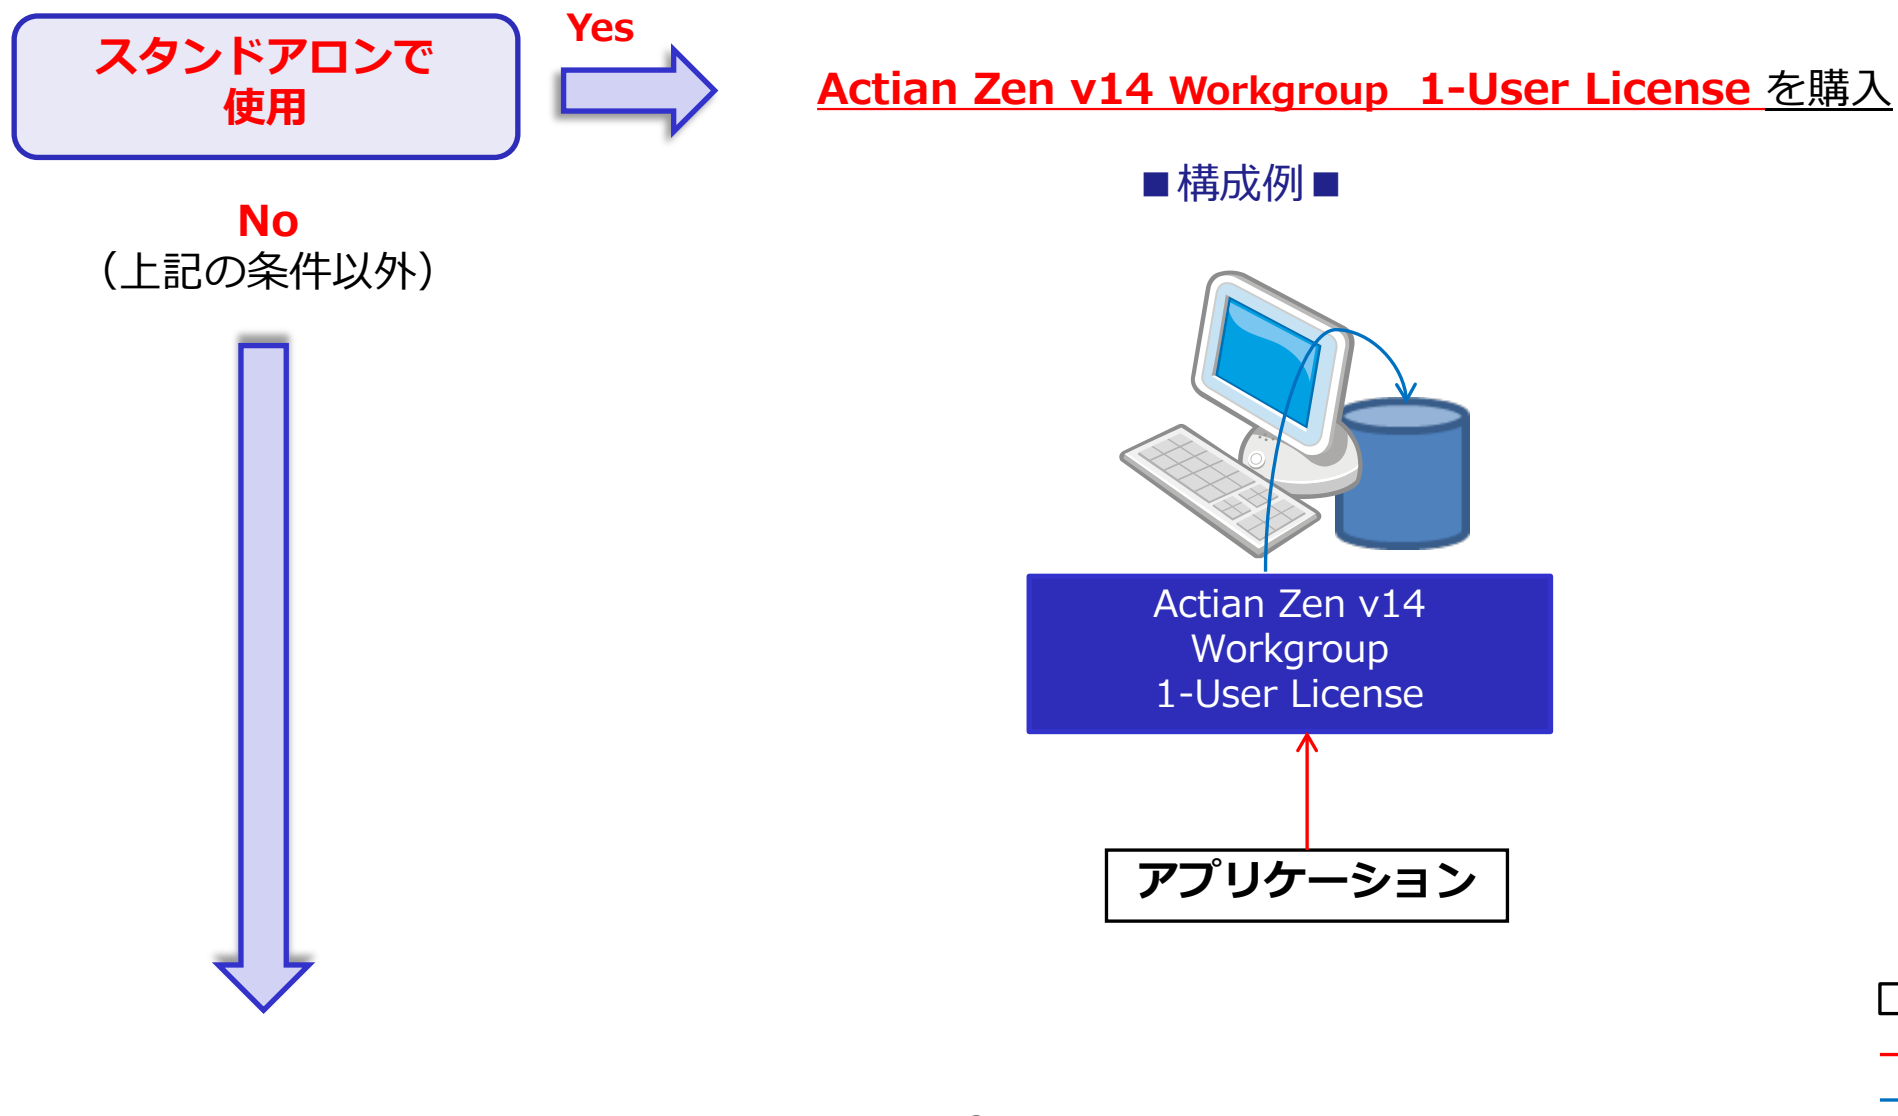 スタンドアロンで
使用
Yes
Actian Zen v14 Workgroup 1-User License を購入
No
（上記の条件以外）
■構成例■
Actian Zen v14
Workgroup
1-User License
アプリケーション